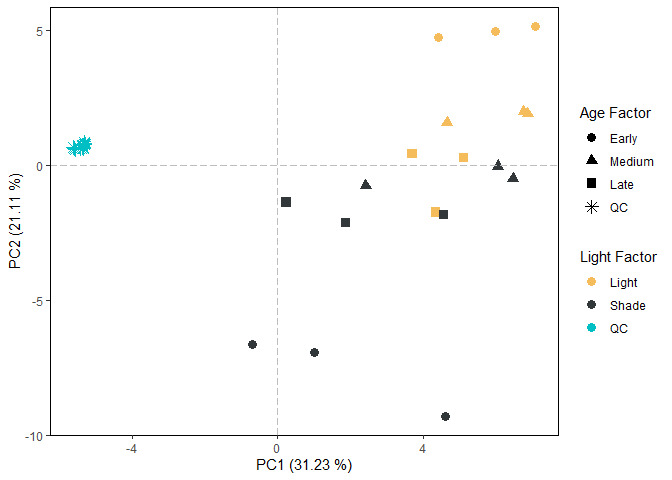 5
0
-5
-10
PC2 (21.11 %)
-4
0
4
PC1 (31.23 %)
Age Factor
Early
Medium
Late
QC
Light Factor
Light
Shade
QC